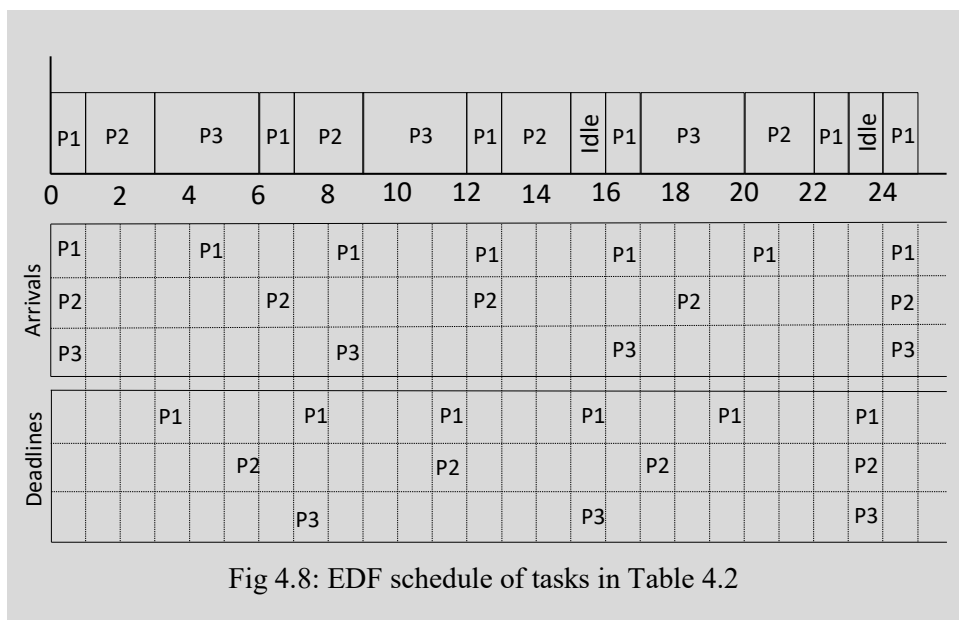 P1 P2 P3 P1 P2 P3 P1 P2 Idle P1 P3 P2 P1 Idle P1
0 2 4 6 8 10 12 14 16 18 20 22 24
Arrivals
P1 P1 P1 P1 P1 P1 P1
P2 P2 P2 P2 P2
P3 P3 P3 P3
Deadlines
P1 P1 P1 P1 P1 P1
P2 P2 P2 P2
P3 P3 P3
Fig 4.8: EDF schedule of tasks in Table 4.2